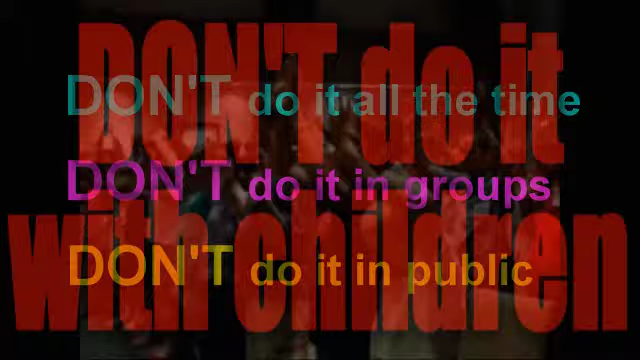 DON'T do it
DON'T do it all the time
DON'T do it in groups
with children
DON'T do it in public